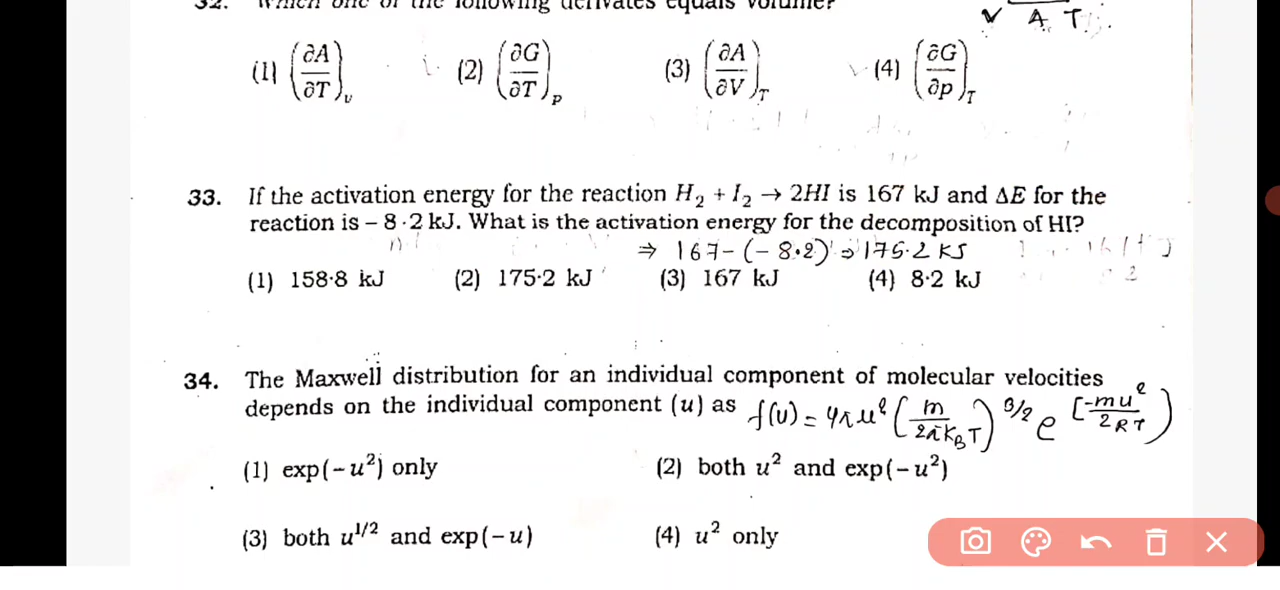 32. Which one of the following derivates equals volume?
V A T
(1) (∂A/∂T)v (2) (∂G/∂T)p (3) (∂A/∂V)T (4) (∂G/∂p)T
33. If the activation energy for the reaction H₂ + I₂ → 2HI is 167 kJ and ΔE for the
reaction is – 8·2 kJ. What is the activation energy for the decomposition of HI?
⇒ 167-(-8.2) ⇒ 175.2 KJ
(1) 158·8 kJ (2) 175·2 kJ (3) 167 kJ (4) 8·2 kJ
34. The Maxwell distribution for an individual component of molecular velocities
depends on the individual component (u) as f(u) = 4πu² (m/2πK_BT)^3/2 e^[-mu²/2RT)
(1) exp(–u²) only (2) both u² and exp(–u²)
(3) both u^1/2 and exp(–u) (4) u² only